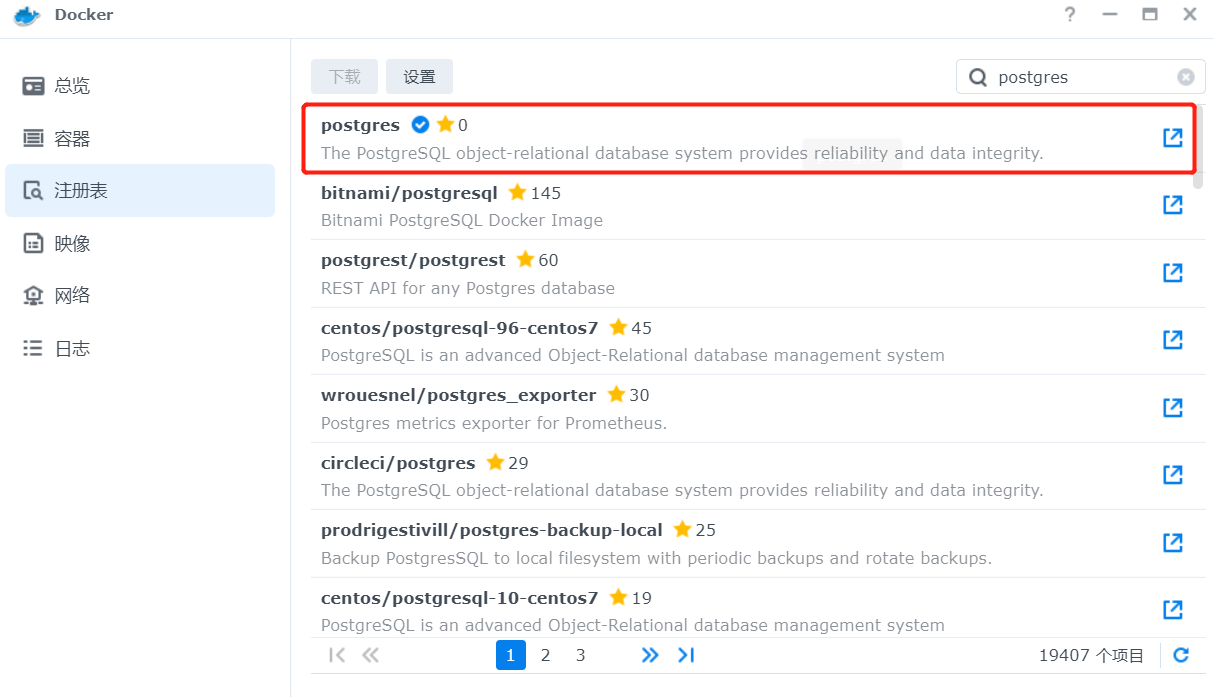 Docker
总览
容器
注册表
映像
网络
日志
下载 设置 postgres
postgres 0
The PostgreSQL object-relational database system provides reliability and data integrity.
bitnami/postgresql 145
Bitnami PostgreSQL Docker Image
postgrest/postgrest 60
REST API for any Postgres database
centos/postgresql-96-centos7 45
PostgreSQL is an advanced Object-Relational database management system
wrouesnel/postgres_exporter 30
Postgres metrics exporter for Prometheus.
circleci/postgres 29
The PostgreSQL object-relational database system provides reliability and data integrity.
prodrigestivill/postgres-backup-local 25
Backup PostgresSQL to local filesystem with periodic backups and rotate backups.
centos/postgresql-10-centos7 19
PostgreSQL is an advanced Object-Relational database management system
1 2 3 19407 个项目